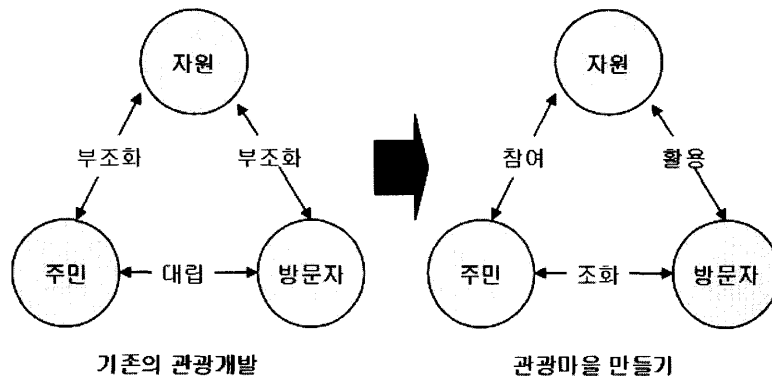 자원 자원
부조화 부조화 참여 활용
주민 대립 방문자 주민 조화 방문자
기존의 관광개발 관광마을 만들기